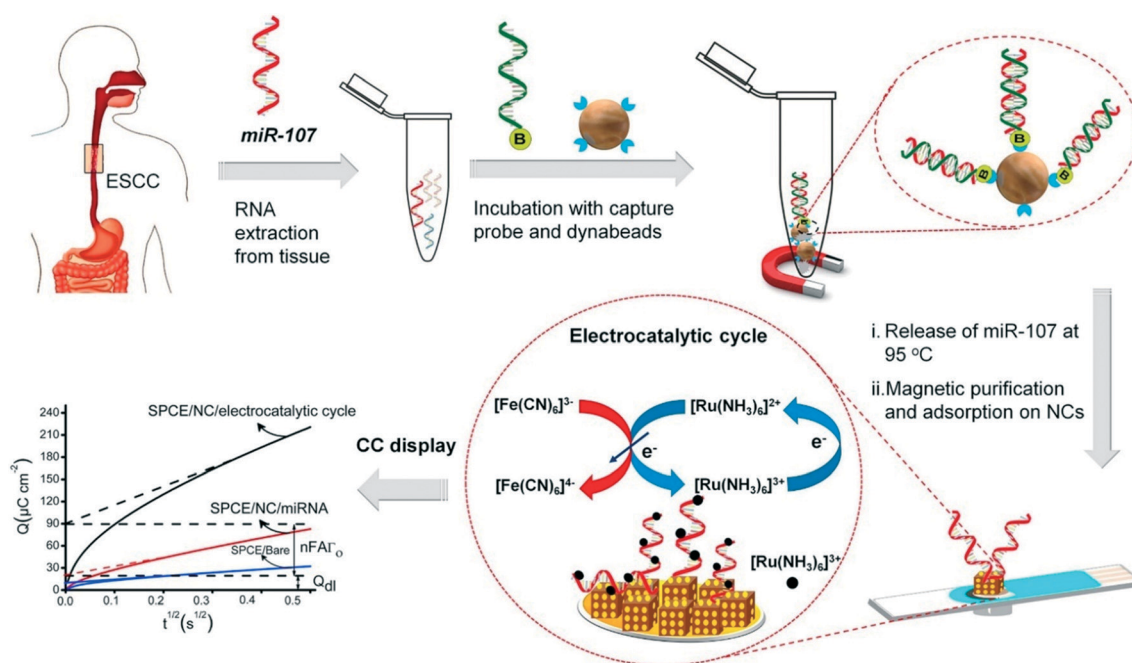 ESCC
miR-107
RNA
extraction
from tissue
B
Incubation with capture
probe and dynabeads
B
B
B
i. Release of miR-107 at
95 ºC
ii.Magnetic purification
and adsorption on NCs
Electrocatalytic cycle
[Fe(CN)₆]³⁻
[Ru(NH₃)₆]²⁺
e⁻
e⁻
[Fe(CN)₆]⁴⁻
[Ru(NH₃)₆]³⁺
[Ru(NH₃)₆]³⁺
CC display
Q(µC cm⁻²)
240
210
180
150
120
90
60
30
0
SPCE/NC/electrocatalytic cycle
SPCE/NC/miRNA
SPCE/Bare
nFAΓₒ
Qdl
0.0
0.1
0.2
0.3
0.4
0.5
t¹ᐟ²(s¹ᐟ²)